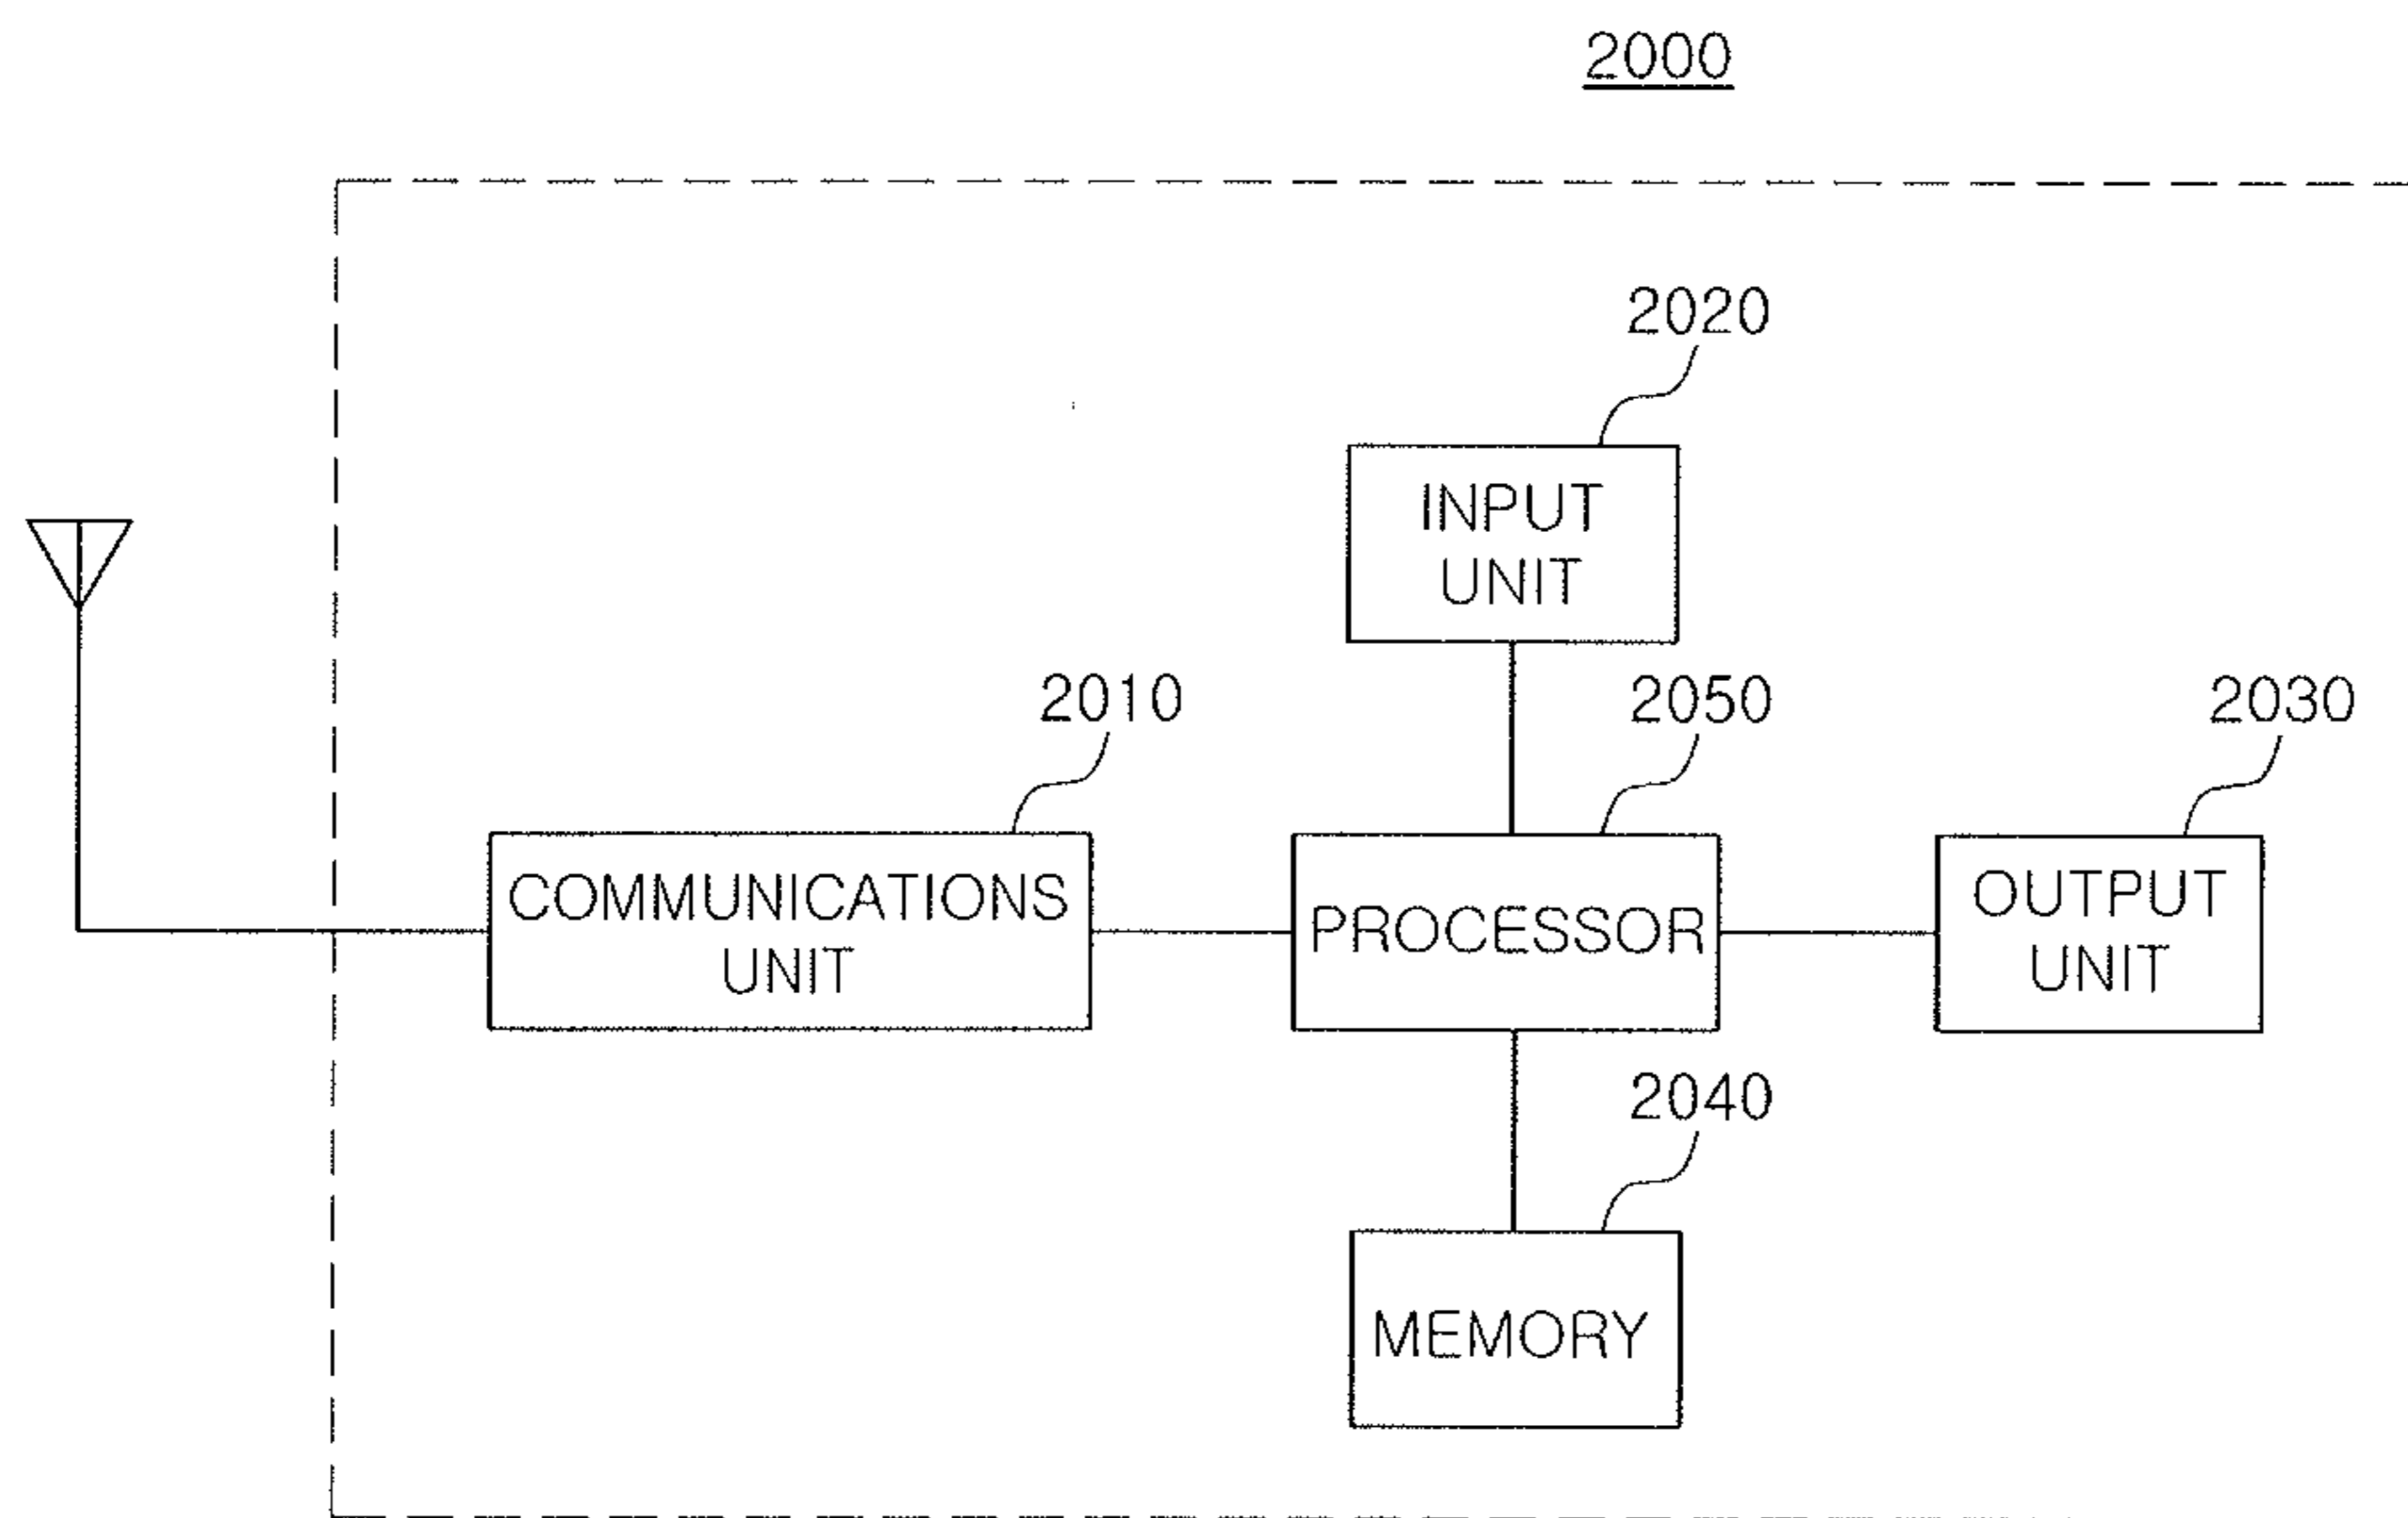 2000
2020
INPUT
UNIT
2010
2050
2030
COMMUNICATIONS
UNIT
PROCESSOR
OUTPUT
UNIT
2040
MEMORY